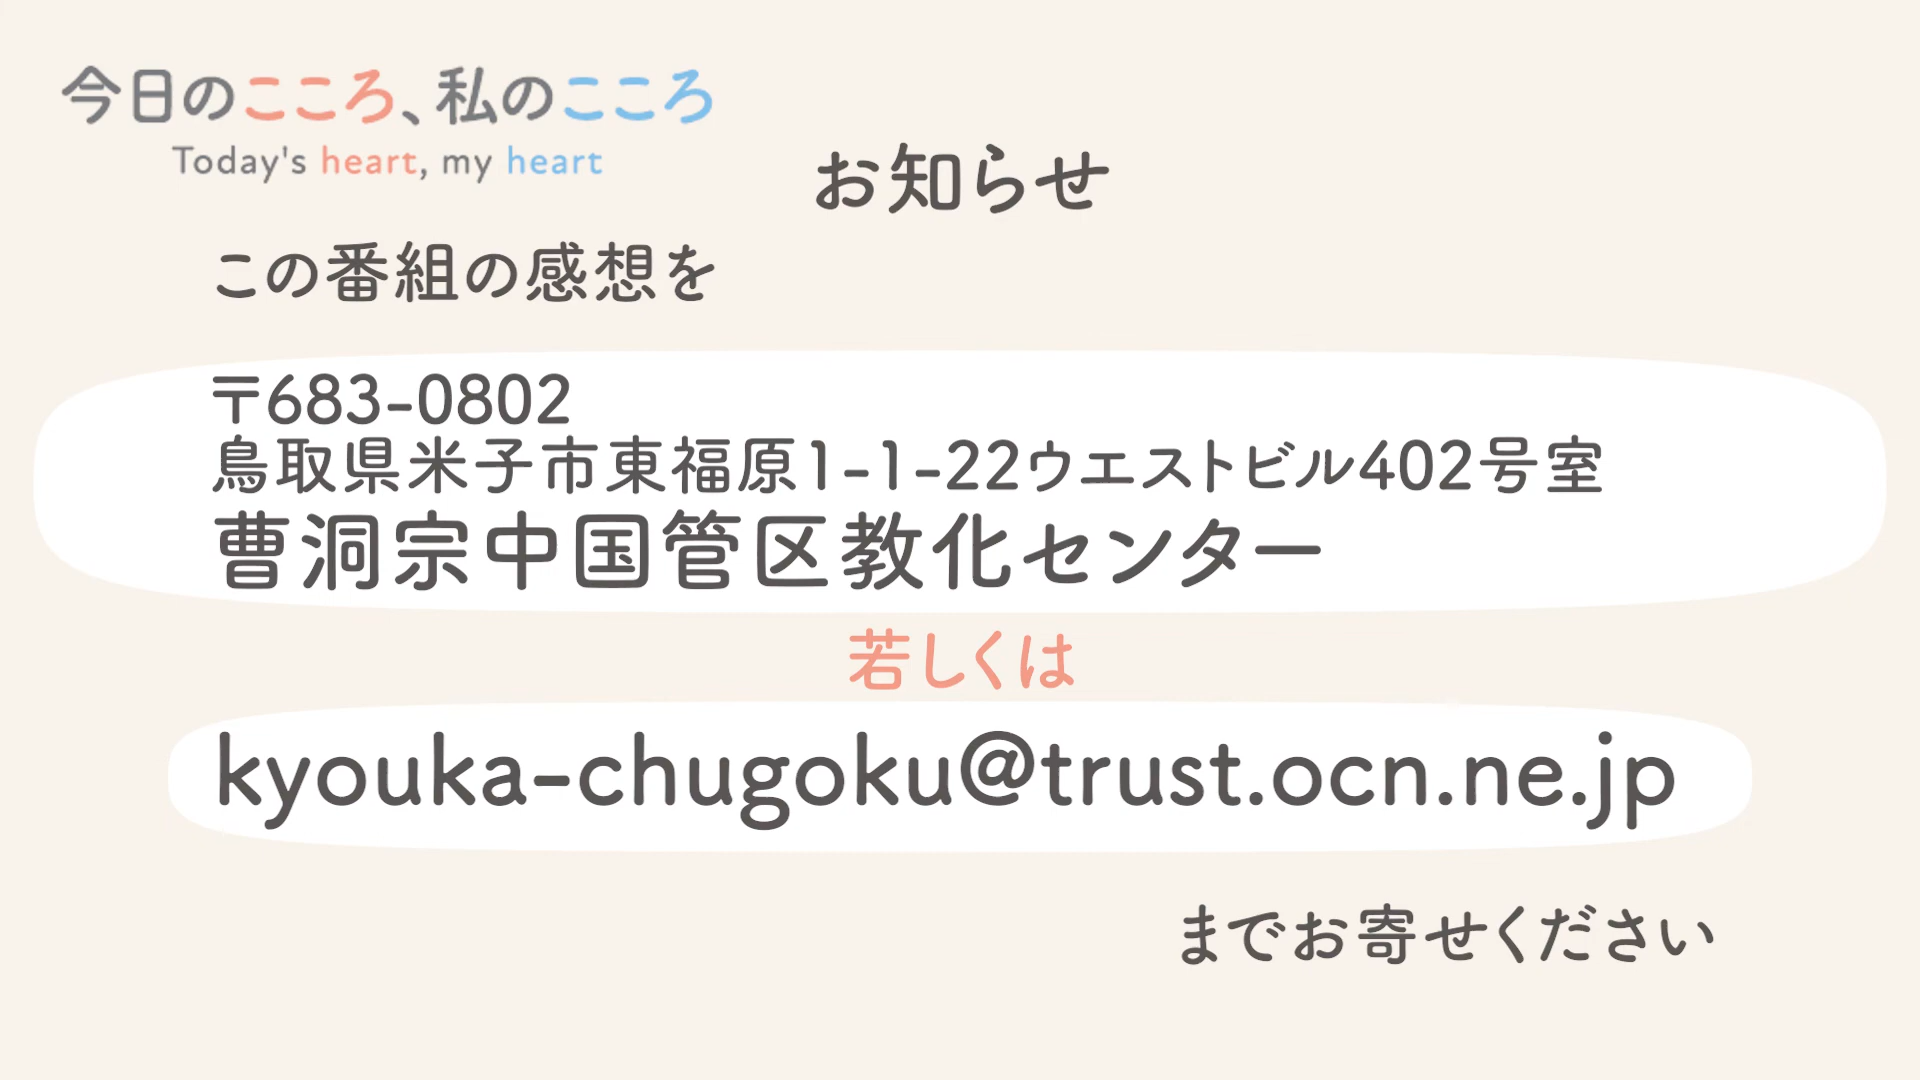 今日のこころ、私のこころ
Today's heart, my heart
お知らせ
この番組の感想を
〒683-0802
鳥取県米子市東福原1-1-22ウエストビル402号室
曹洞宗中国管区教化センター
若しくは
kyouka-chugoku@trust.ocn.ne.jp
までお寄せください